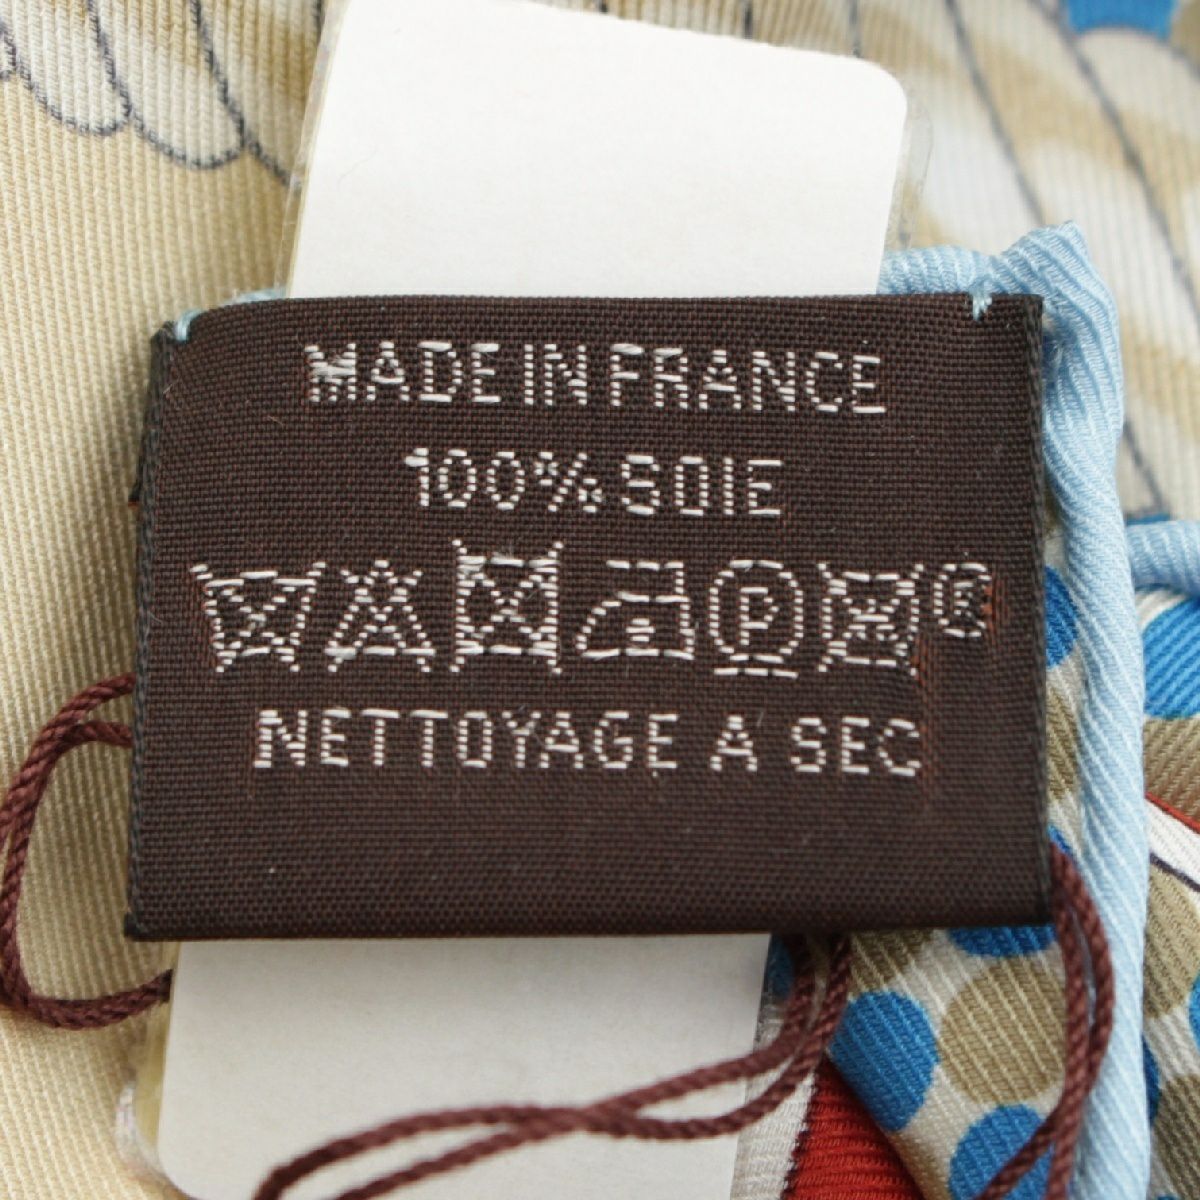 MADE IN FRANCE
100% SOIE
P
NETTOYAGE A SEC